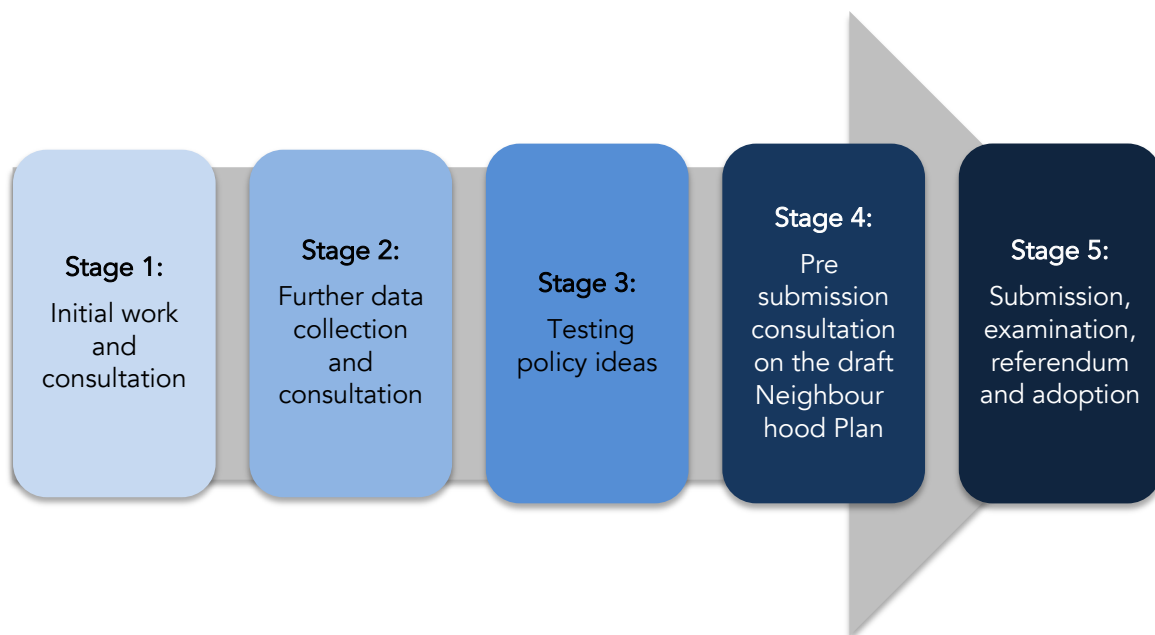 Stage 1:
Initial work
and
consultation
Stage 2:
Further data
collection
and
consultation
Stage 3:
Testing
policy ideas
Stage 4:
Pre
submission
consultation
on the draft
Neighbour
hood Plan
Stage 5:
Submission,
examination,
referendum
and adoption